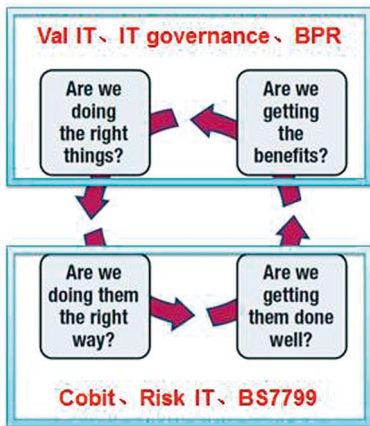 Val IT、IT governance、BPR
Are we
doing
the right
things?
Are we
getting
the
benefits?
Are we
doing them
the right
way?
Are we
getting
them done
well?
Cobit、Risk IT、BS7799